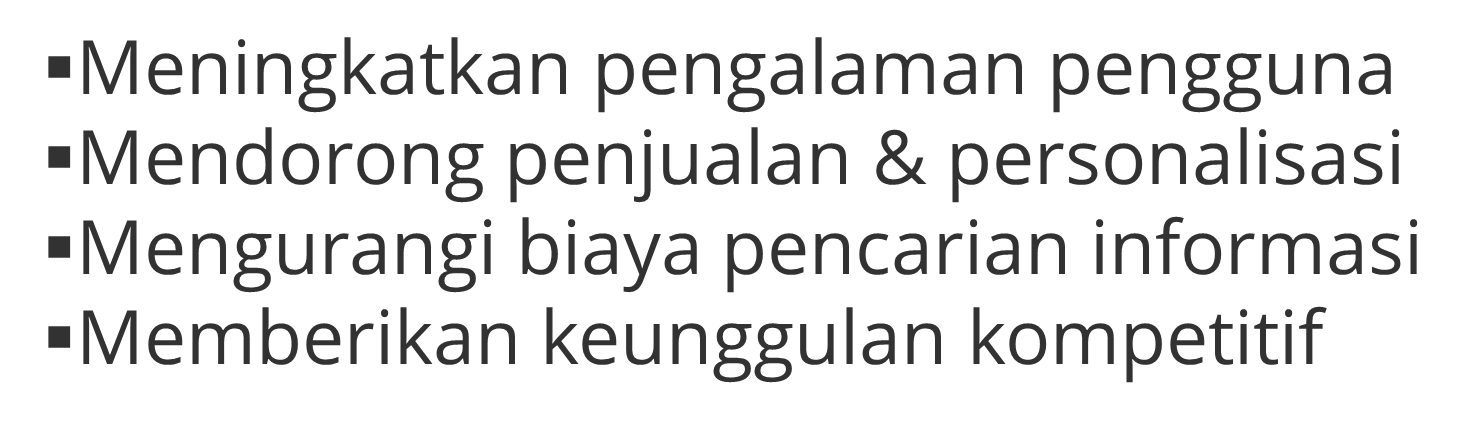 ▪Meningkatkan pengalaman pengguna
▪Mendorong penjualan & personalisasi
▪Mengurangi biaya pencarian informasi
▪Memberikan keunggulan kompetitif